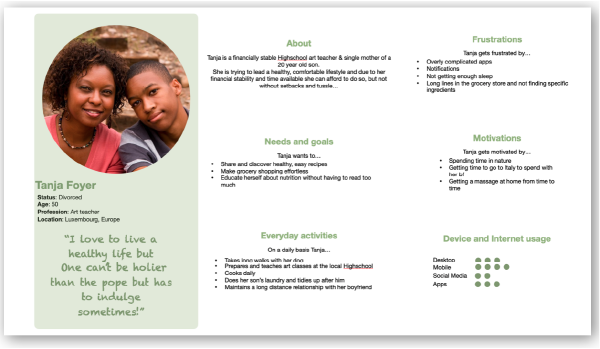 Tanja Foyer
Status: Divorced
Age: 50
Profession: Art teacher
Location: Luxembourg, Europe
“I love to live a
healthy life but
One can't be holier
than the pope but has
to indulge
sometimes!”
About
Tanja is a financially stable Highschool art teacher & single mother of a
20 year old son.
She is trying to lead a healthy, comfortable lifestyle and due to her
financial stability and time available she can afford to do so, but not
without setbacks and
Needs and goals
Tanja wants to…
• Share and discover healthy, easy recipes
• Make grocery shopping effortless
• Educate herself about nutrition without having to read too
much
Everyday activities
On a daily basis Tanja…
• Takes long walks with her dog
• Prepares and teaches art classes at the local Highschool
• Cooks daily
• Does her son's laundry and tidies up after him
• Maintains a long distance relationship with her boyfriend
Frustrations
Tanja gets frustrated by…
• Overly complicated apps
• Notifications
• Not getting enough sleep
• Long lines in the grocery store and not finding specific
ingredients
Motivations
Tanja gets motivated by…
• Spending time in nature
• Getting time to go to Italy to spend with
her bf
• Getting a massage at home from time to
time
Device and Internet usage
Desktop
Mobile
Social Media
Apps